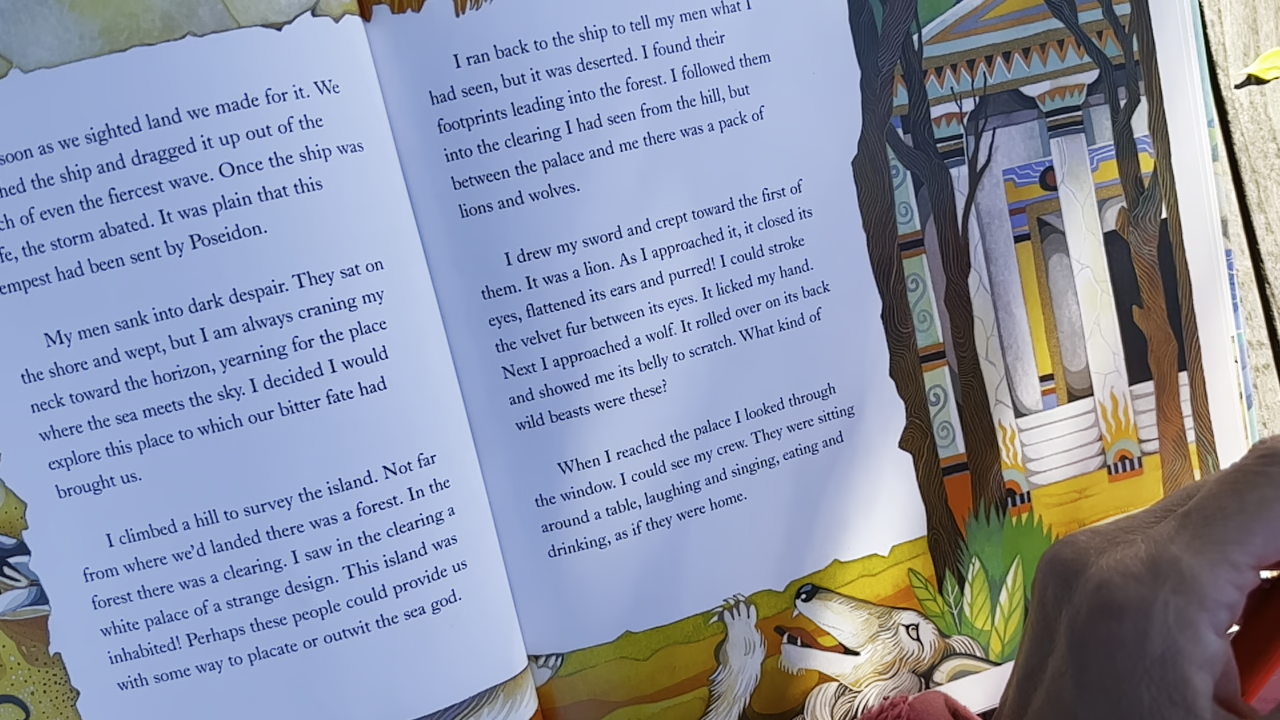 soon as we sighted land we made for it. We
the ship and dragged it up out of the
of even the fiercest wave. Once the ship was
the storm abated. It was plain that this
had been sent by Poseidon.
My men sank into dark despair. They sat on
the shore and wept, but I am always craning my
neck toward the horizon, yearning for the place
where the sea meets the sky. I decided I would
explore this place to which our bitter fate had
brought us.
I climbed a hill to survey the island. Not far
from where we'd landed there was a forest. In the
forest there was a clearing. I saw in the clearing a
white palace of a strange design. This island was
inhabited! Perhaps these people could provide us
with some way to placate or outwit the sea god.
I ran back to the ship to tell my men what I
had seen, but it was deserted. I found their
footprints leading into the forest. I followed them
into the clearing I had seen from the hill, but
between the palace and me there was a pack of
lions and wolves.
I drew my sword and crept toward the first of
them. It was a lion. As I approached it, it closed its
eyes, flattened its ears and purred! I could stroke
the velvet fur between its eyes. It licked my hand.
Next I approached a wolf. It rolled over on its back
and showed me its belly to scratch. What kind of
wild beasts were these?
When I reached the palace I looked through
the window. I could see my crew. They were sitting
around a table, laughing and singing, eating and
drinking, as if they were home.